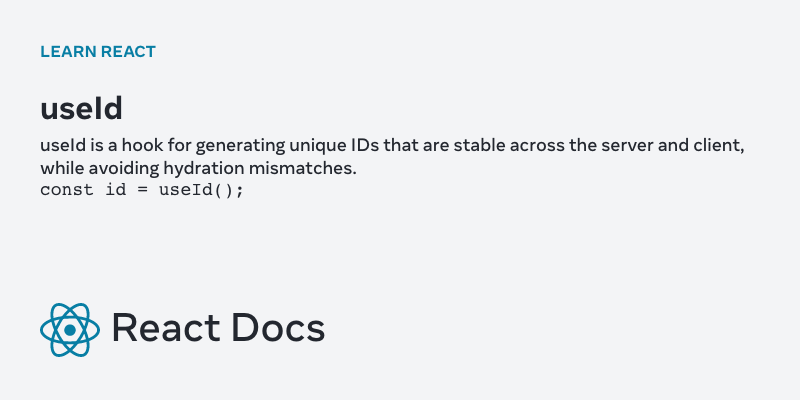 LEARN REACT
useId
useId is a hook for generating unique IDs that are stable across the server and client,
while avoiding hydration mismatches.
const id = useId();
React Docs